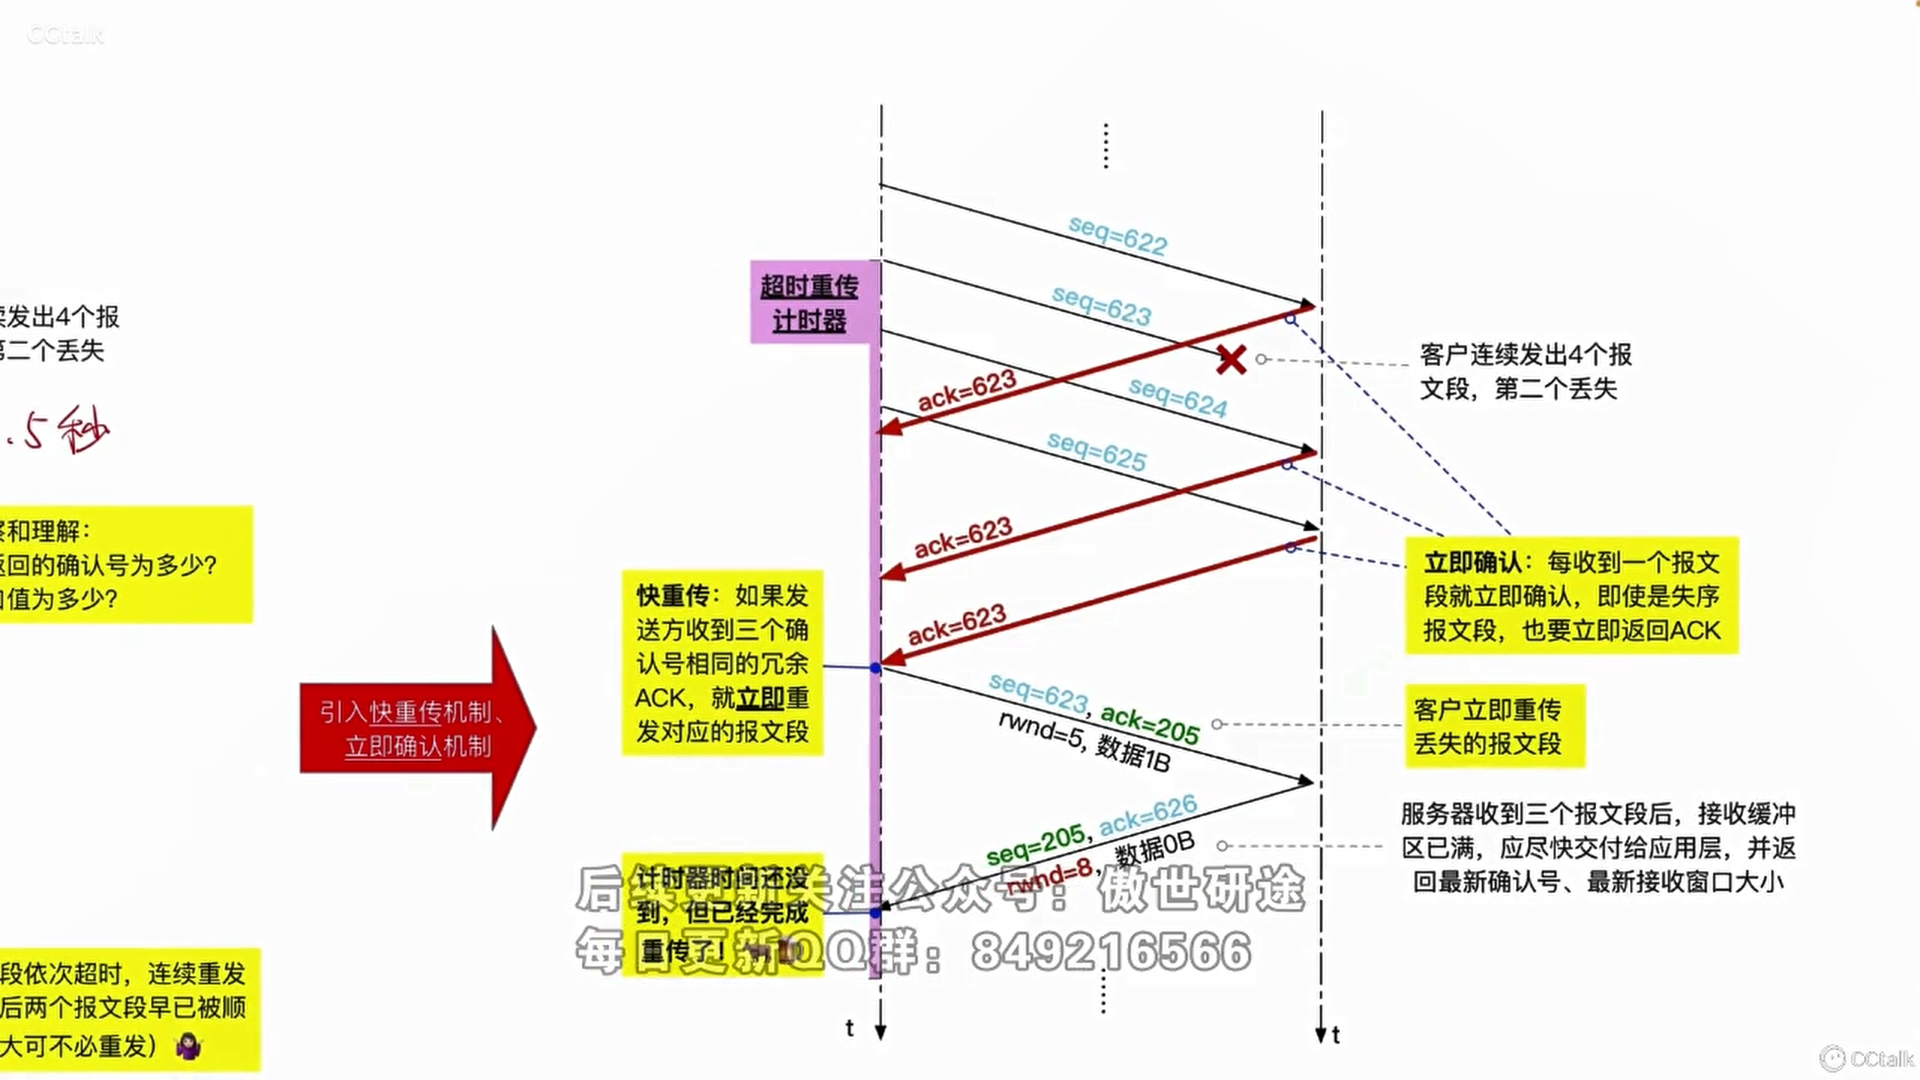 CCtalk
seq=622
超时重传
计时器
seq=623
发出4个报
第二个丢失
客户连续发出4个报
文段，第二个丢失
ack=623
seq=624
.5秒
seq=625
和理解：
返回的确认号为多少？
值为多少？
ack=623
立即确认：每收到一个报文
段就立即确认，即使是失序
报文段，也要立即返回ACK
快重传：如果发
送方收到三个确
认号相同的冗余
ACK，就立即重
发对应的报文段
ack=623
引入快重传机制、
立即确认机制
seq=623, ack=205
rwnd=5, 数据1B
客户立即重传
丢失的报文段
seq=205, ack=626
rwnd=8, 数据0B
服务器收到三个报文段后，接收缓冲
区已满，应尽快交付给应用层，并返
回最新确认号、最新接收窗口大小
计时器时间还没
到，但已经完成
重传了！
后续更新关注公众号：傲世研途
每日更新QQ群：849216566
段依次超时，连续重发
后两个报文段早已被顺
大可不必重发）
t
t
CCtalk